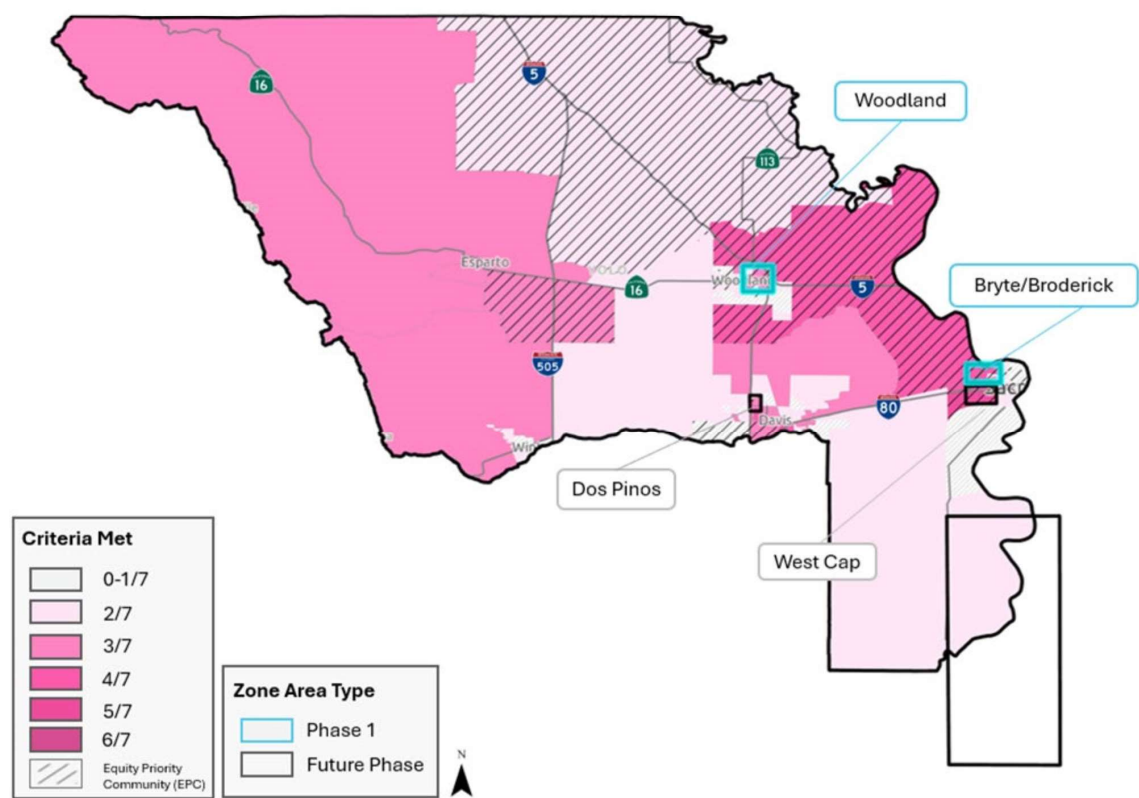 5
16
Woodland
113
Esparto
YOLO
16
5
Bryte/Broderick
505
80
Davis
Win
Dos Pinos
West Cap
Criteria Met
0-1/7
2/7
3/7
4/7
5/7
6/7
Equity Priority
Community (EPC)
Zone Area Type
Phase 1
Future Phase
N